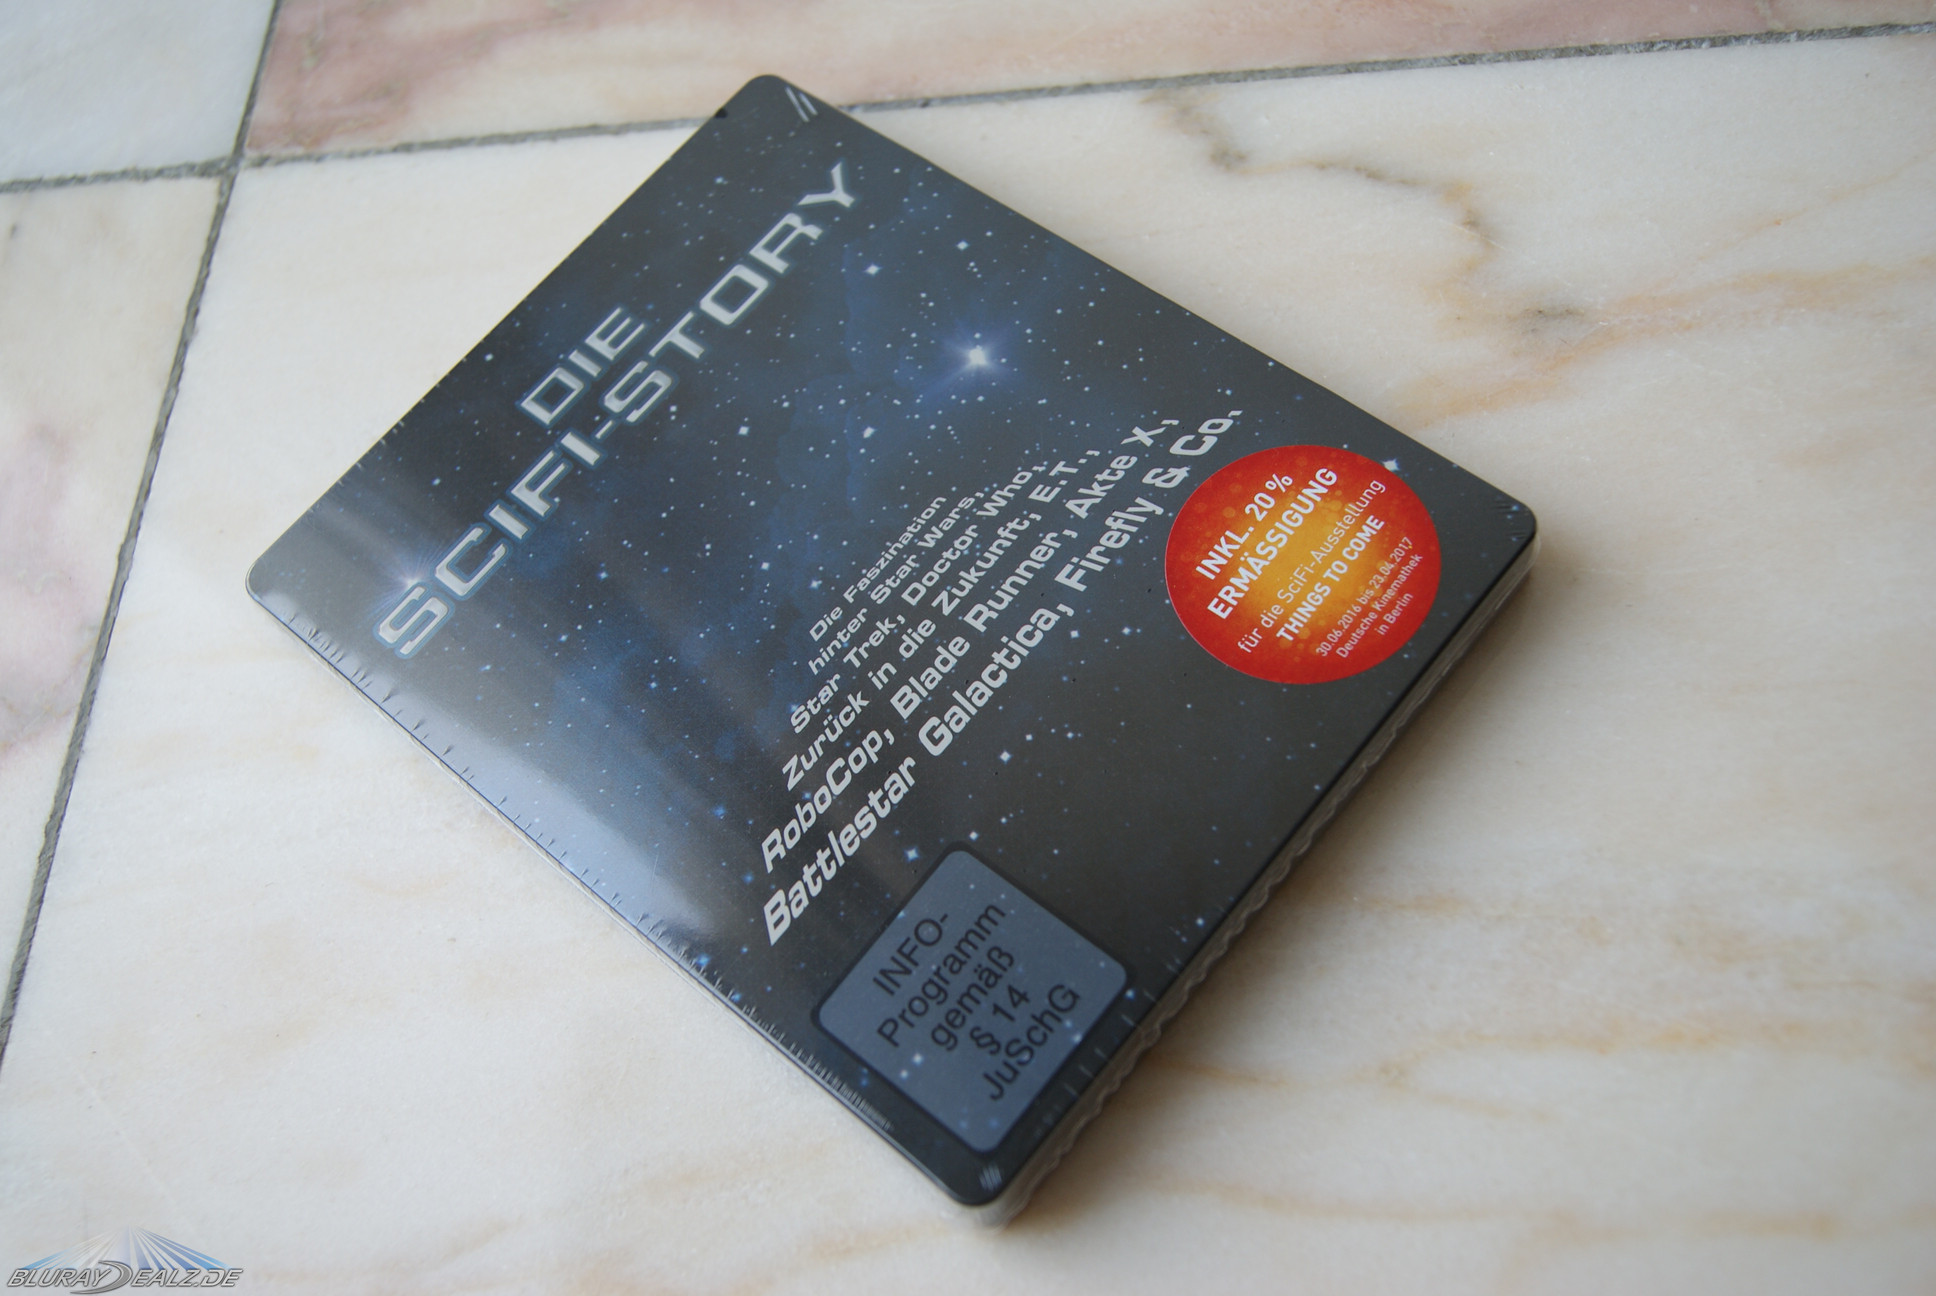 DIE
SCIFI-STORY
Die Faszination
hinter Star Wars,
Star Trek, Doctor Who,
Zurück in die Zukunft, E.T.,
RoboCop, Blade Runner, Akte X,
Battlestar Galactica, Firefly & Co.
INKL. 20 %
ERMÄSSIGUNG
für die SciFi-Ausstellung
THINGS TO COME
30.06.2016 bis 23.04.2017
Deutsche Kinemathek
in Berlin
INFO-
Programm
gemäß
§ 14
JuSchG
BLURAYDEALZ.DE